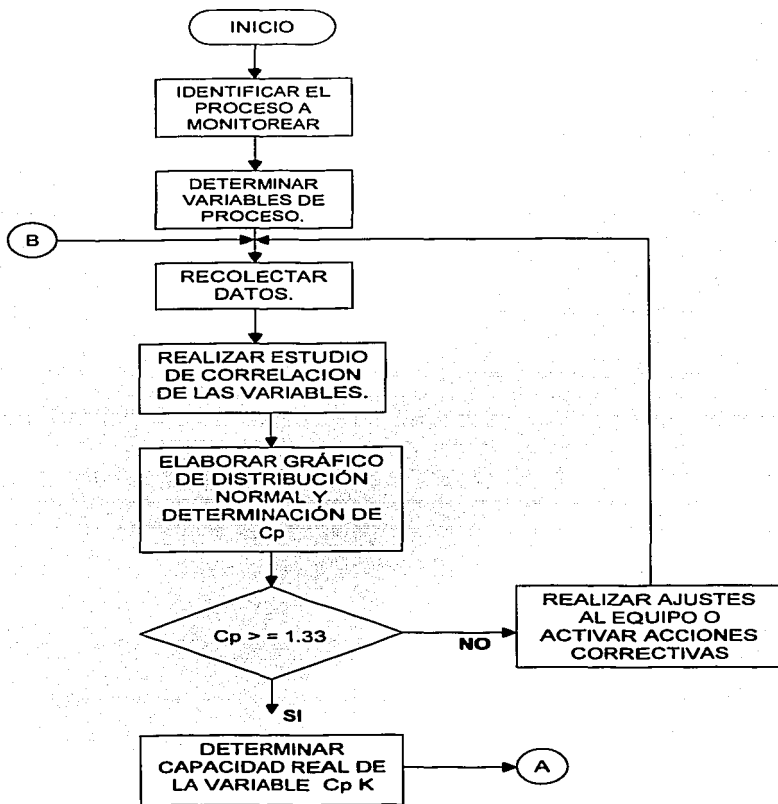 INICIO
IDENTIFICAR EL
PROCESO A
MONITOREAR
DETERMINAR
VARIABLES DE
PROCESO.
B
RECOLECTAR
DATOS.
REALIZAR ESTUDIO
DE CORRELACION
DE LAS VARIABLES.
ELABORAR GRÁFICO
DE DISTRIBUCIÓN
NORMAL Y
DETERMINACIÓN DE
Cp
Cp > = 1.33
NO
REALIZAR AJUSTES
AL EQUIPO O
ACTIVAR ACCIONES
CORRECTIVAS
SI
DETERMINAR
CAPACIDAD REAL DE
LA VARIABLE Cp K
A